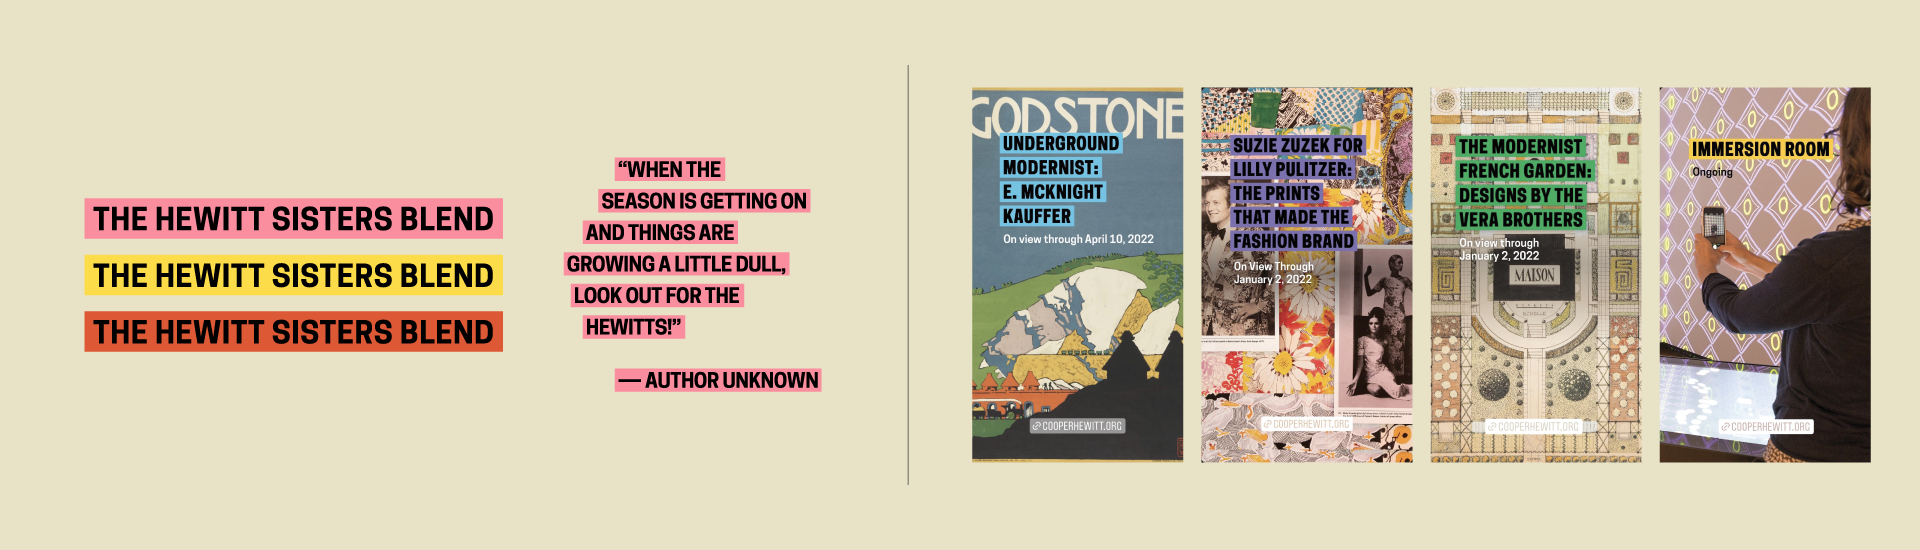 THE HEWITT SISTERS BLEND
THE HEWITT SISTERS BLEND
THE HEWITT SISTERS BLEND
“WHEN THE
SEASON IS GETTING ON
AND THINGS ARE
GROWING A LITTLE DULL,
LOOK OUT FOR THE
HEWITTS!”
— AUTHOR UNKNOWN
GODSTONE
UNDERGROUND
MODERNIST:
E. MCKNIGHT
KAUFFER
On view through April 10, 2022
COOPERHEWITT.ORG
SUZIE ZUZEK FOR
LILLY PULITZER:
THE PRINTS
THAT MADE THE
FASHION BRAND
On View Through
January 2, 2022
COOPERHEWITT.ORG
THE MODERNIST
FRENCH GARDEN:
DESIGNS BY THE
VERA BROTHERS
On view through
January 2, 2022
MAISON
COOPERHEWITT.ORG
IMMERSION ROOM
Ongoing
COOPERHEWITT.ORG